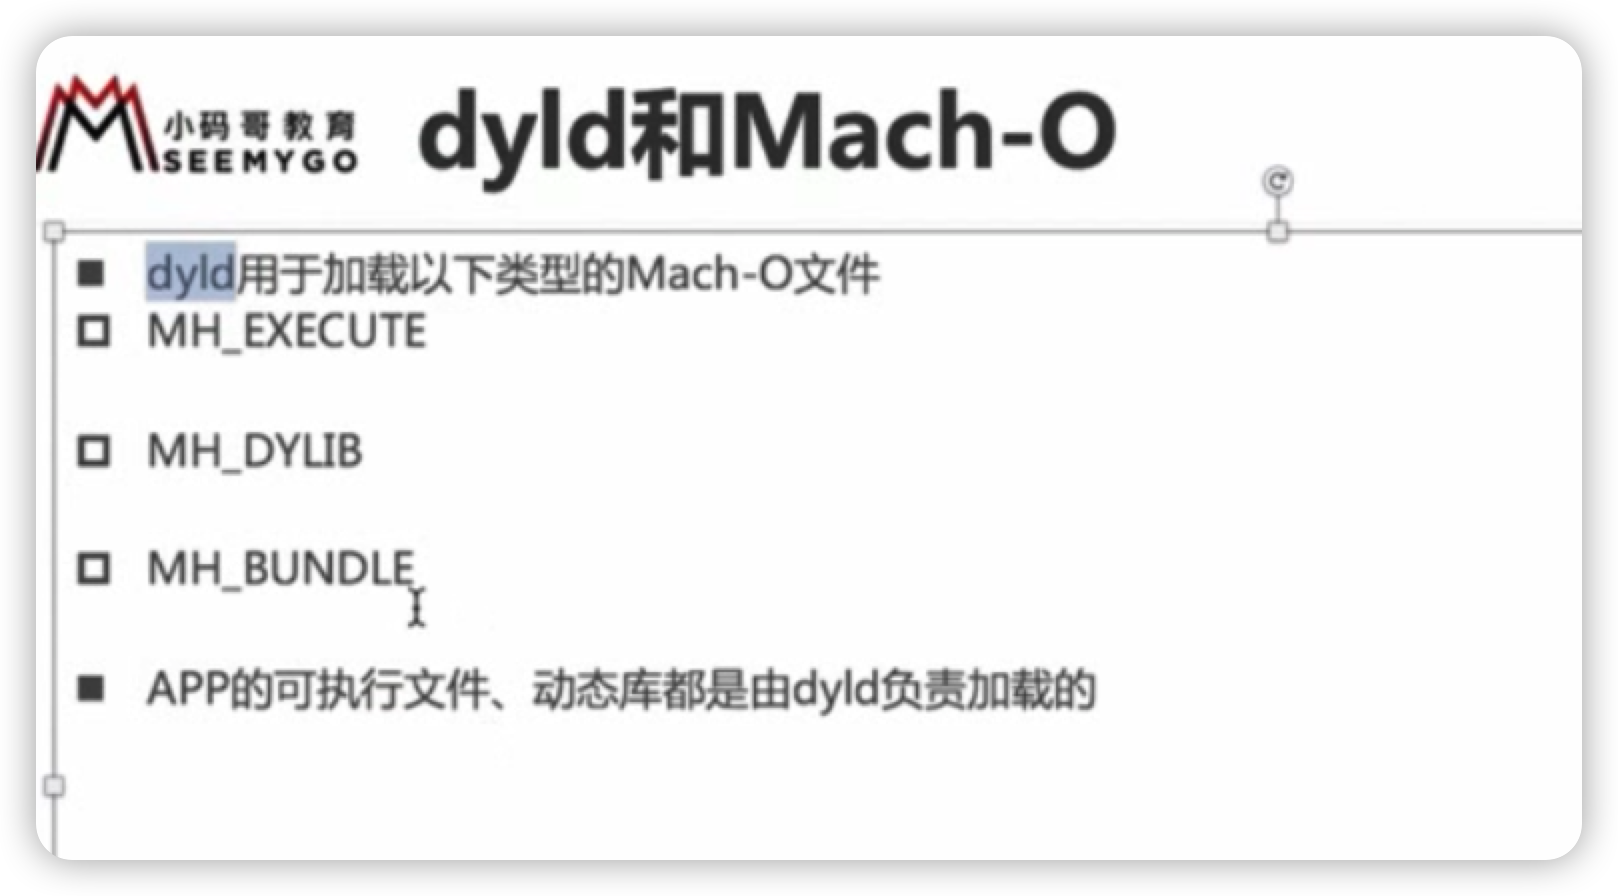 小码哥教育
SEEMYGO
dyld和Mach-O
dyld用于加载以下类型的Mach-O文件
MH_EXECUTE
MH_DYLIB
MH_BUNDLE
APP的可执行文件、动态库都是由dyld负责加载的